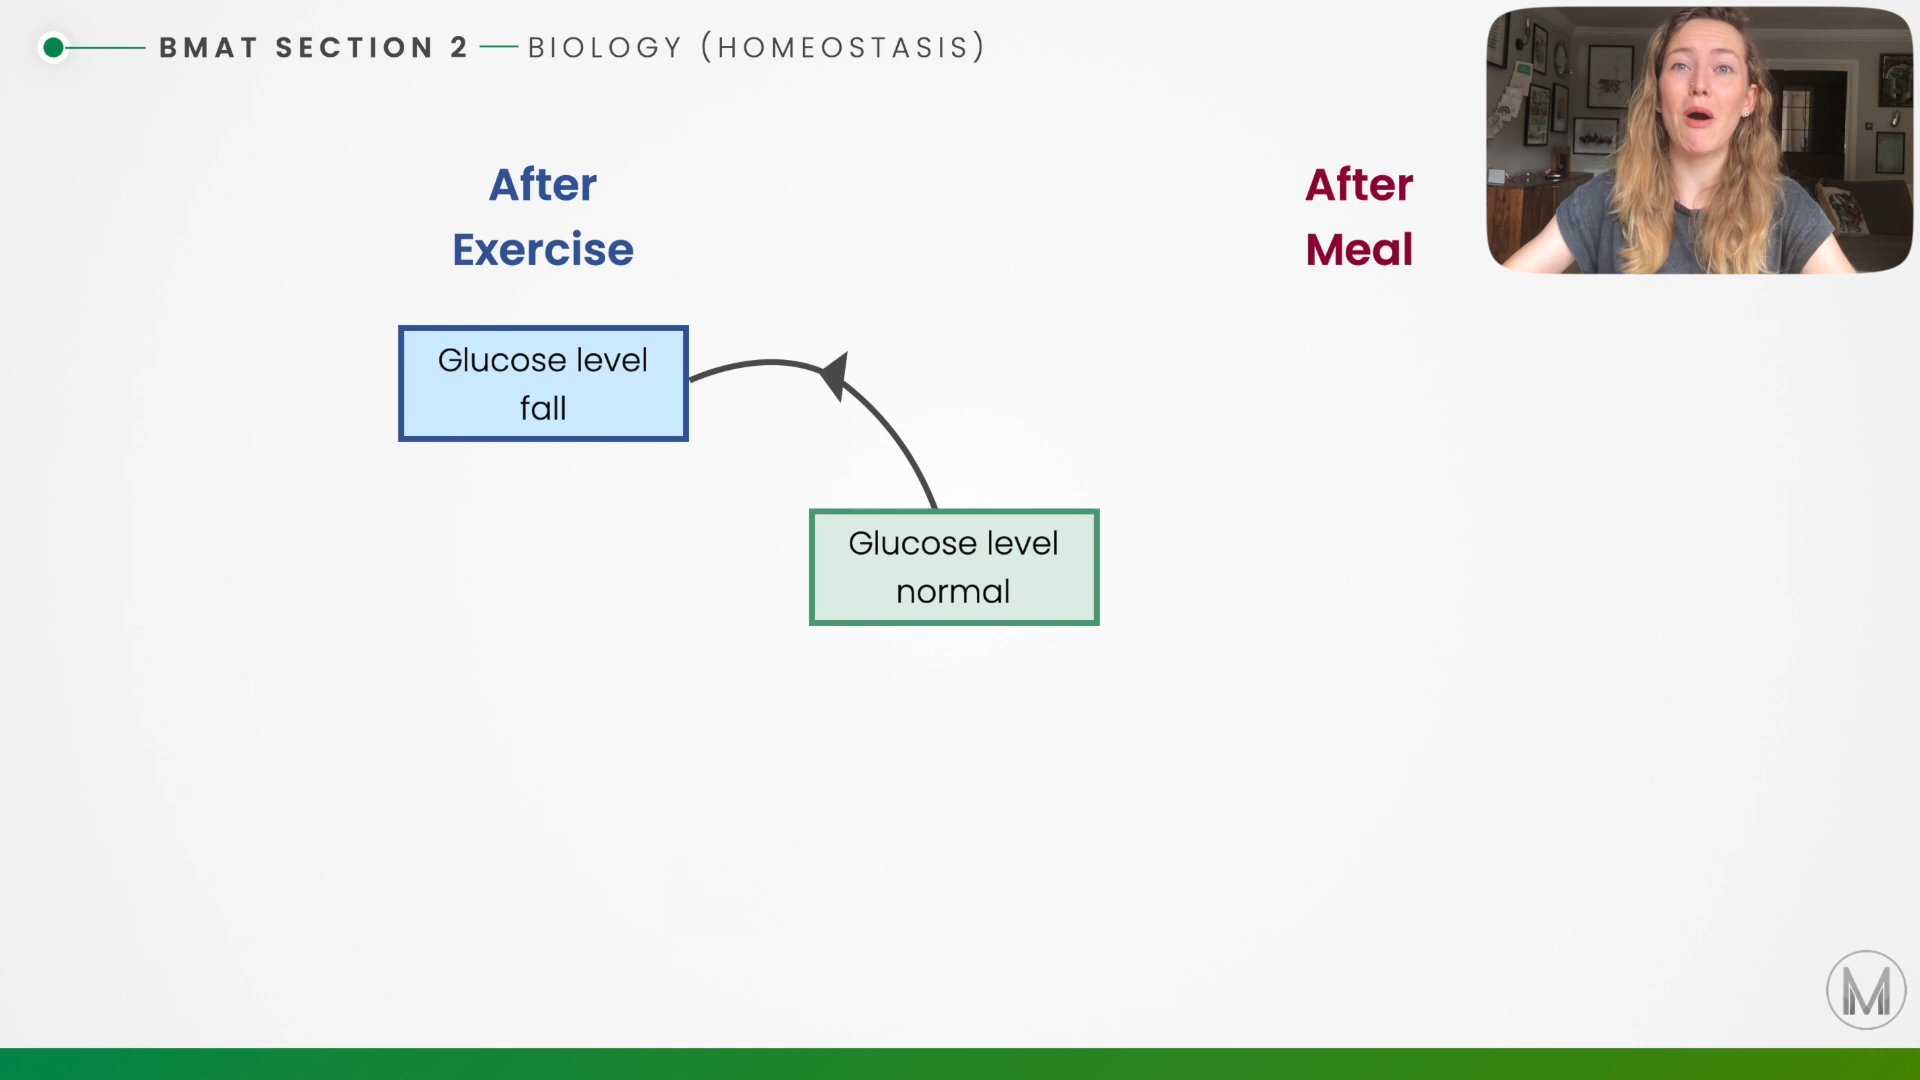 BMAT SECTION 2 — BIOLOGY (HOMEOSTASIS)
After
Exercise
After
Meal
Glucose level
fall
Glucose level
normal
M